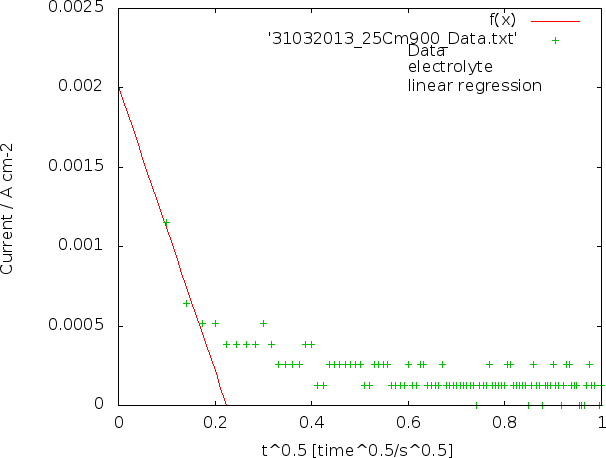 0.0025
f(x)
'31032013_25Cm900_Data.txt'
Data
electrolyte
linear regression
0.002
0.0015
0.001
0.0005
0
Current / A cm-2
0 0.2 0.4 0.6 0.8 1
t^0.5 [time^0.5/s^0.5]